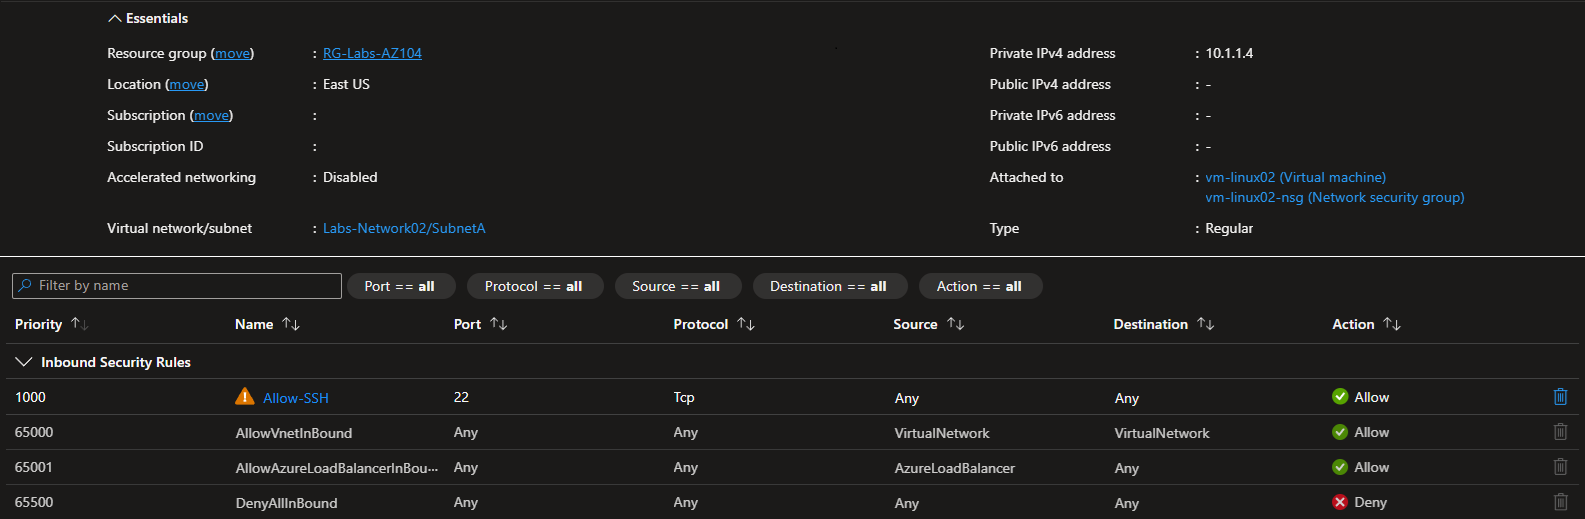 Essentials
Resource group (move) : RG-Labs-AZ104
Location (move) : East US
Subscription (move) :
Subscription ID :
Accelerated networking : Disabled
Virtual network/subnet : Labs-Network02/SubnetA
Private IPv4 address : 10.1.1.4
Public IPv4 address : -
Private IPv6 address : -
Public IPv6 address : -
Attached to : vm-linux02 (Virtual machine)
vm-linux02-nsg (Network security group)
Type : Regular
Filter by name Port == all Protocol == all Source == all Destination == all Action == all
Priority Name Port Protocol Source Destination Action
Inbound Security Rules
1000 Allow-SSH 22 Tcp Any Any Allow
65000 AllowVnetInBound Any Any VirtualNetwork VirtualNetwork Allow
65001 AllowAzureLoadBalancerInBou··· Any Any AzureLoadBalancer Any Allow
65500 DenyAllInBound Any Any Any Any Deny